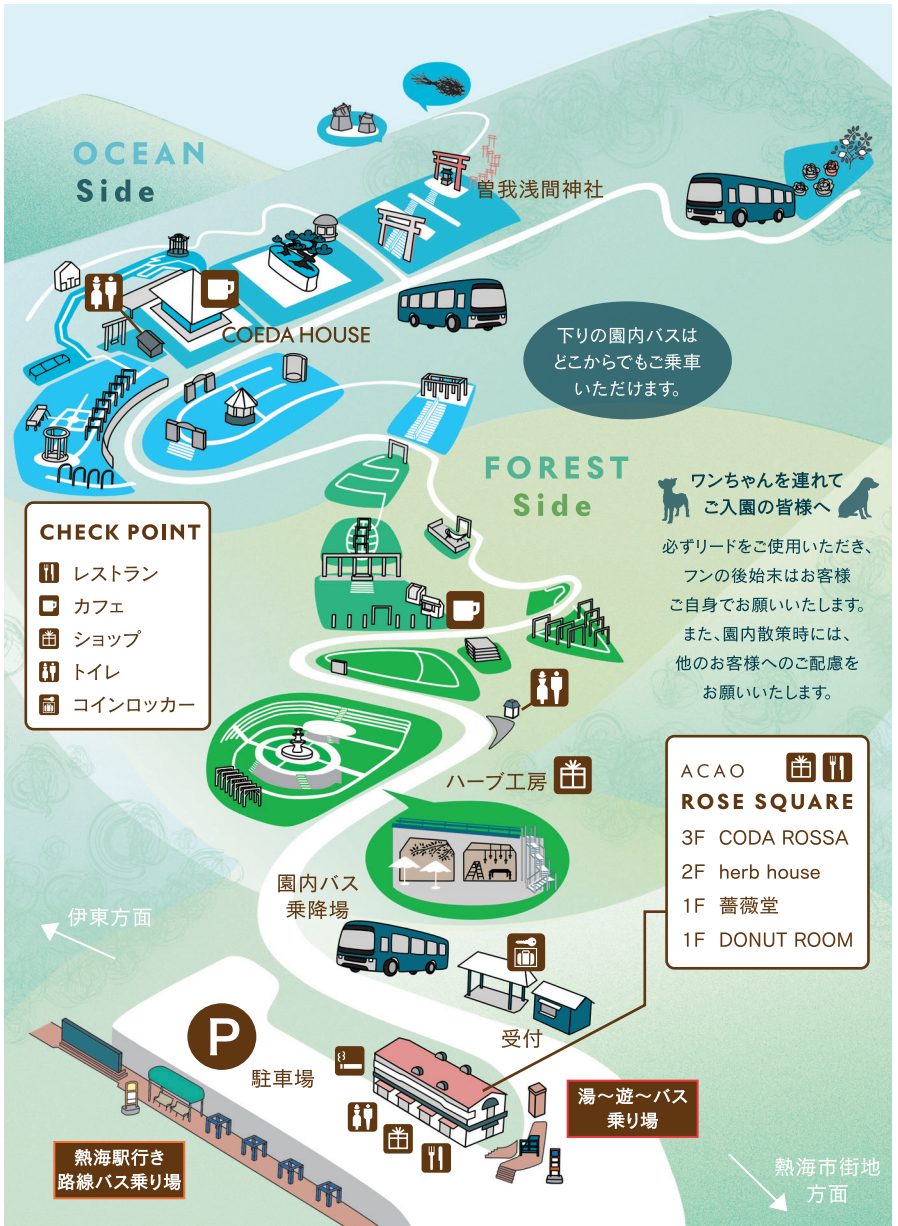 OCEAN
Side
曽我浅間神社
COEDA HOUSE
下りの園内バスは
どこからでもご乗車
いただけます。
FOREST
Side
ワンちゃんを連れて
ご入園の皆様へ
必ずリードをご使用いただき、
フンの後始末はお客様
ご自身でお願いいたします。
また、園内散策時には、
他のお客様へのご配慮を
お願いいたします。
CHECK POINT
レストラン
カフェ
ショップ
トイレ
コインロッカー
ハーブ工房
ACAO
ROSE SQUARE
3F CODA ROSSA
2F herb house
1F 薔薇堂
1F DONUT ROOM
園内バス
乗降場
伊東方面
受付
P
駐車場
湯～遊～バス
乗り場
熱海駅行き
路線バス乗り場
熱海市街地
方面